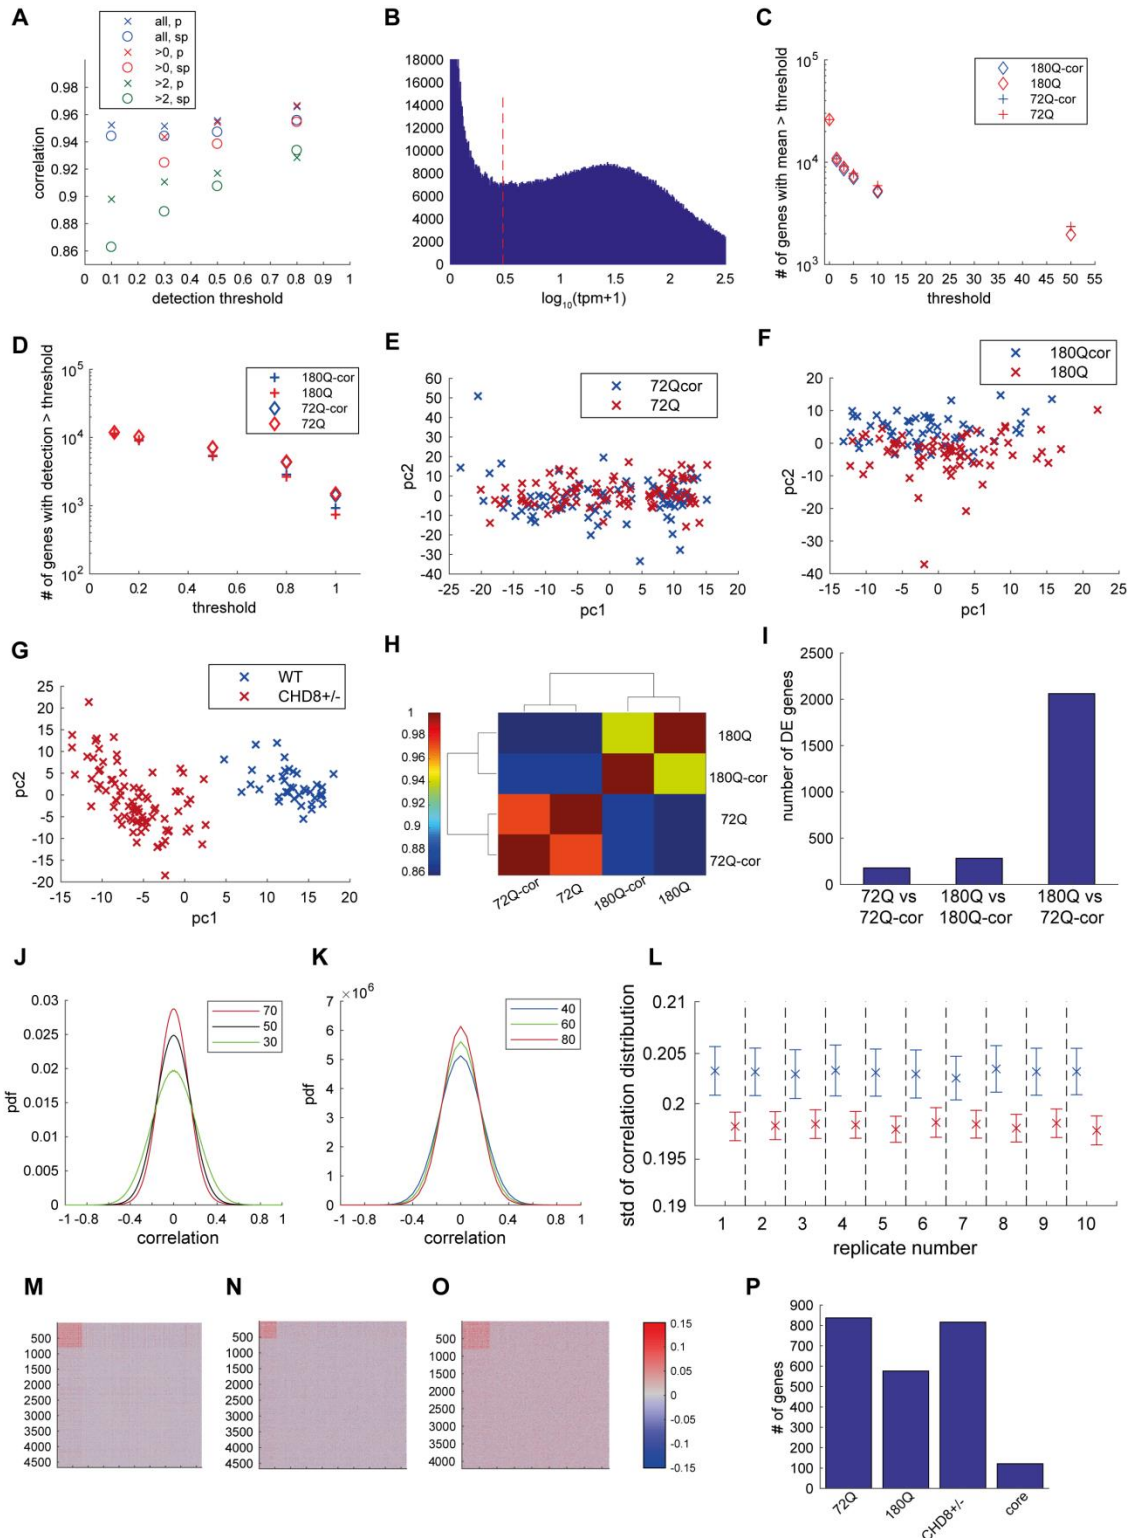 A
× all, p
○ all, sp
× >0, p
○ >0, sp
× >2, p
○ >2, sp
correlation
0.98
0.96
0.94
0.92
0.9
0.88
0.86
0 0.1 0.2 0.3 0.4 0.5 0.6 0.7 0.8 0.9 1
detection threshold
B
18000
16000
14000
12000
10000
8000
6000
4000
2000
0
0 0.5 1 1.5 2 2.5
log10(tpm+1)
C
180Q-cor
180Q
72Q-cor
72Q
# of genes with mean > threshold
10^5
10^4
10^3
0 5 10 15 20 25 30 35 40 45 50 55
threshold
D
180Q-cor
180Q
72Q-cor
72Q
# of genes with detection > threshold
10^5
10^4
10^3
10^2
0 0.2 0.4 0.6 0.8 1
threshold
E
72Qcor
72Q
pc2
60
50
40
30
20
10
0
-10
-20
-30
-40
-25 -20 -15 -10 -5 0 5 10 15 20
pc1
F
180Qcor
180Q
pc2
20
10
0
-10
-20
-30
-40
-15 -10 -5 0 5 10 15 20 25
pc1
G
WT
CHD8+/-
pc2
25
20
15
10
5
0
-5
-10
-15
-20
-15 -10 -5 0 5 10 15 20
pc1
H
1
0.98
0.96
0.94
0.92
0.9
0.88
0.86
180Q
180Q-cor
72Q
72Q-cor
72Q-cor 72Q 180Q-cor 180Q
I
number of DE genes
2500
2000
1500
1000
500
0
72Q vs 180Q vs 180Q vs
72Q-cor 180Q-cor 72Q-cor
J
70
50
30
pdf
0.03
0.025
0.02
0.015
0.01
0.005
0
-1 -0.8 -0.4 0 0.4 0.8 1
correlation
K
×10^6
40
60
80
pdf
7
6
5
4
3
2
1
0
-1 -0.8 -0.4 0 0.4 0.8 1
correlation
L
std of correlation distribution
0.21
0.205
0.2
0.195
0.19
1 2 3 4 5 6 7 8 9 10
replicate number
M
500
1000
1500
2000
2500
3000
3500
4000
4500
N
500
1000
1500
2000
2500
3000
3500
4000
4500
O
500
1000
1500
2000
2500
3000
3500
4000
0.15
0.1
0.05
0
-0.05
-0.1
-0.15
P
# of genes
900
800
700
600
500
400
300
200
100
0
72Q 180Q CHD8+/- core